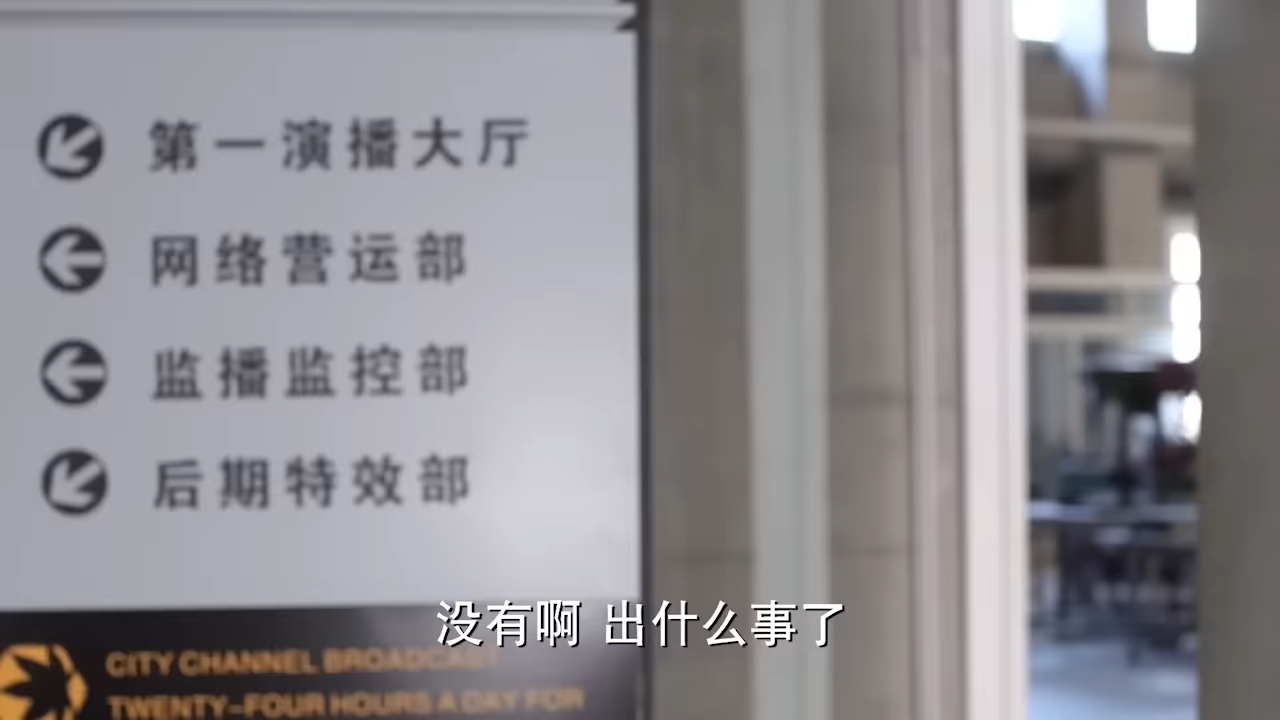 第一演播大厅
网络营运部
监播监控部
后期特效部
没有啊 出什么事了
CITY CHANNEL BROADCAST
TWENTY-FOUR HOURS A DAY FOR